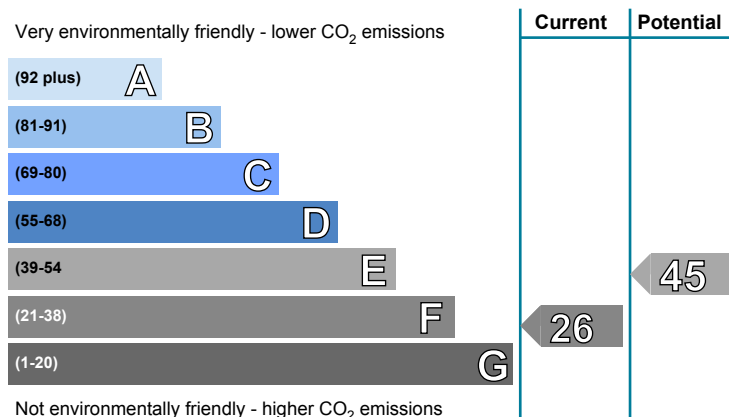 Current Potential
Very environmentally friendly - lower CO2 emissions
(92 plus) A
(81-91) B
(69-80) C
(55-68) D
(39-54 E
45
(21-38) F
26
(1-20) G
Not environmentally friendly - higher CO2 emissions